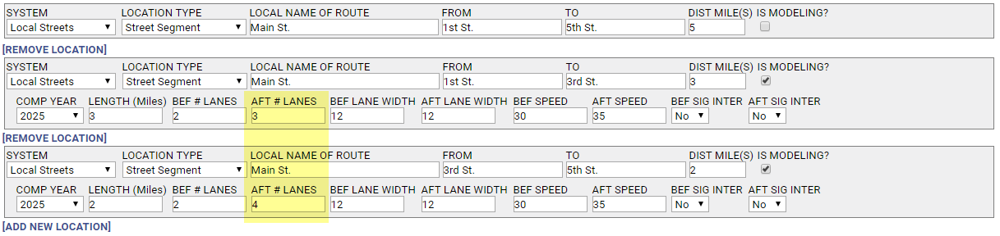 SYSTEM LOCATION TYPE LOCAL NAME OF ROUTE FROM TO DIST MILE(S) IS MODELING?
Local Streets Street Segment Main St. 1st St. 5th St. 5
[REMOVE LOCATION]
SYSTEM LOCATION TYPE LOCAL NAME OF ROUTE FROM TO DIST MILE(S) IS MODELING?
Local Streets Street Segment Main St. 1st St. 3rd St. 3
COMP YEAR LENGTH (Miles) BEF # LANES AFT # LANES BEF LANE WIDTH AFT LANE WIDTH BEF SPEED AFT SPEED BEF SIG INTER AFT SIG INTER
2025 3 2 3 12 12 30 35 No No
[REMOVE LOCATION]
SYSTEM LOCATION TYPE LOCAL NAME OF ROUTE FROM TO DIST MILE(S) IS MODELING?
Local Streets Street Segment Main St. 3rd St. 5th St. 2
COMP YEAR LENGTH (Miles) BEF # LANES AFT # LANES BEF LANE WIDTH AFT LANE WIDTH BEF SPEED AFT SPEED BEF SIG INTER AFT SIG INTER
2025 2 2 4 12 12 30 35 No No
[ADD NEW LOCATION]